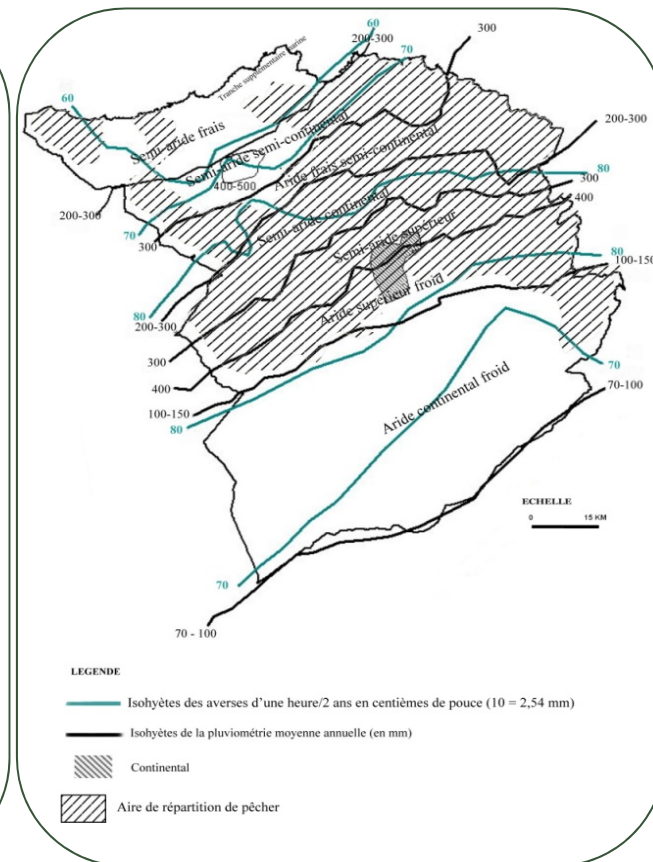 60
200-300
300
70
Tranche supplémentaire marine
60
Semi-aride frais
200-300
Semi-aride semi-continental
400-500
Aride frais semi-continental
80
300
400
200-300
70
300
Semi-aride continental
Semi-aride supérieur
80
100-150
80
200-300
Aride supérieur froid
300
400
100-150
80
70
70-100
Aride continental froid
ECHELLE
0 15 KM
70
70 - 100
LEGENDE
Isohyètes des averses d'une heure/2 ans en centièmes de pouce (10 = 2,54 mm)
Isohyètes de la pluviométrie moyenne annuelle (en mm)
Continental
Aire de répartition de pêcher